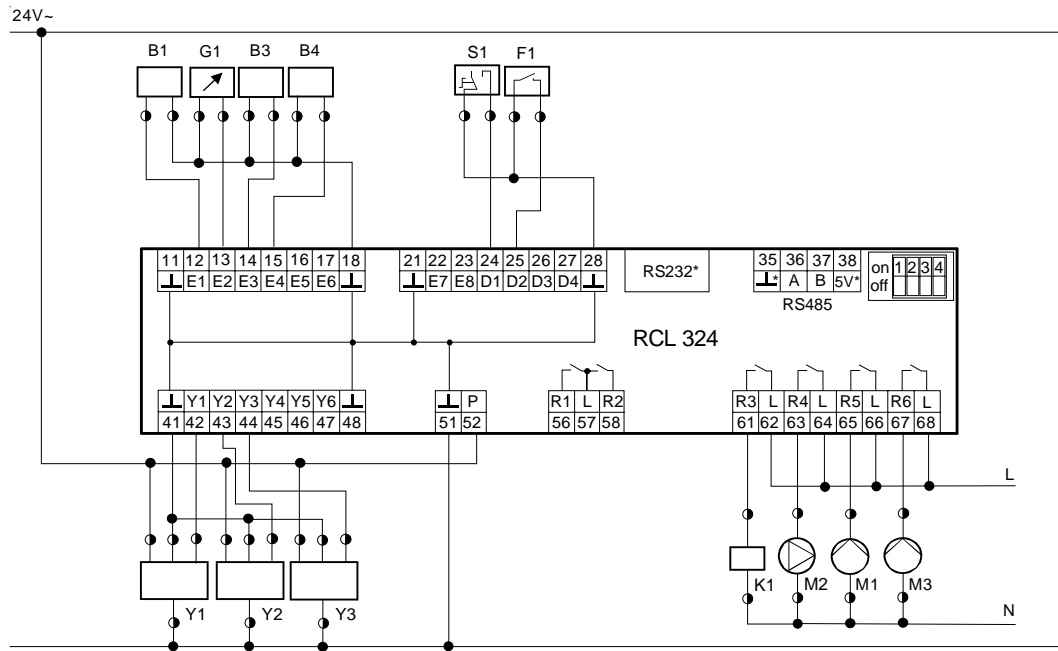 24V~
B1 G1 B3 B4 S1 F1
11 12 13 14 15 16 17 18 21 22 23 24 25 26 27 28 35 36 37 38
⊥ E1 E2 E3 E4 E5 E6 ⊥ ⊥ E7 E8 D1 D2 D3 D4 ⊥ RS232* ⊥* A B 5V* on off 1 2 3 4
RS485
RCL 324
⊥ Y1 Y2 Y3 Y4 Y5 Y6 ⊥ ⊥ P R1 L R2 R3 L R4 L R5 L R6 L
41 42 43 44 45 46 47 48 51 52 56 57 58 61 62 63 64 65 66 67 68
L
K1 M2 M1 M3
Y1 Y2 Y3 N